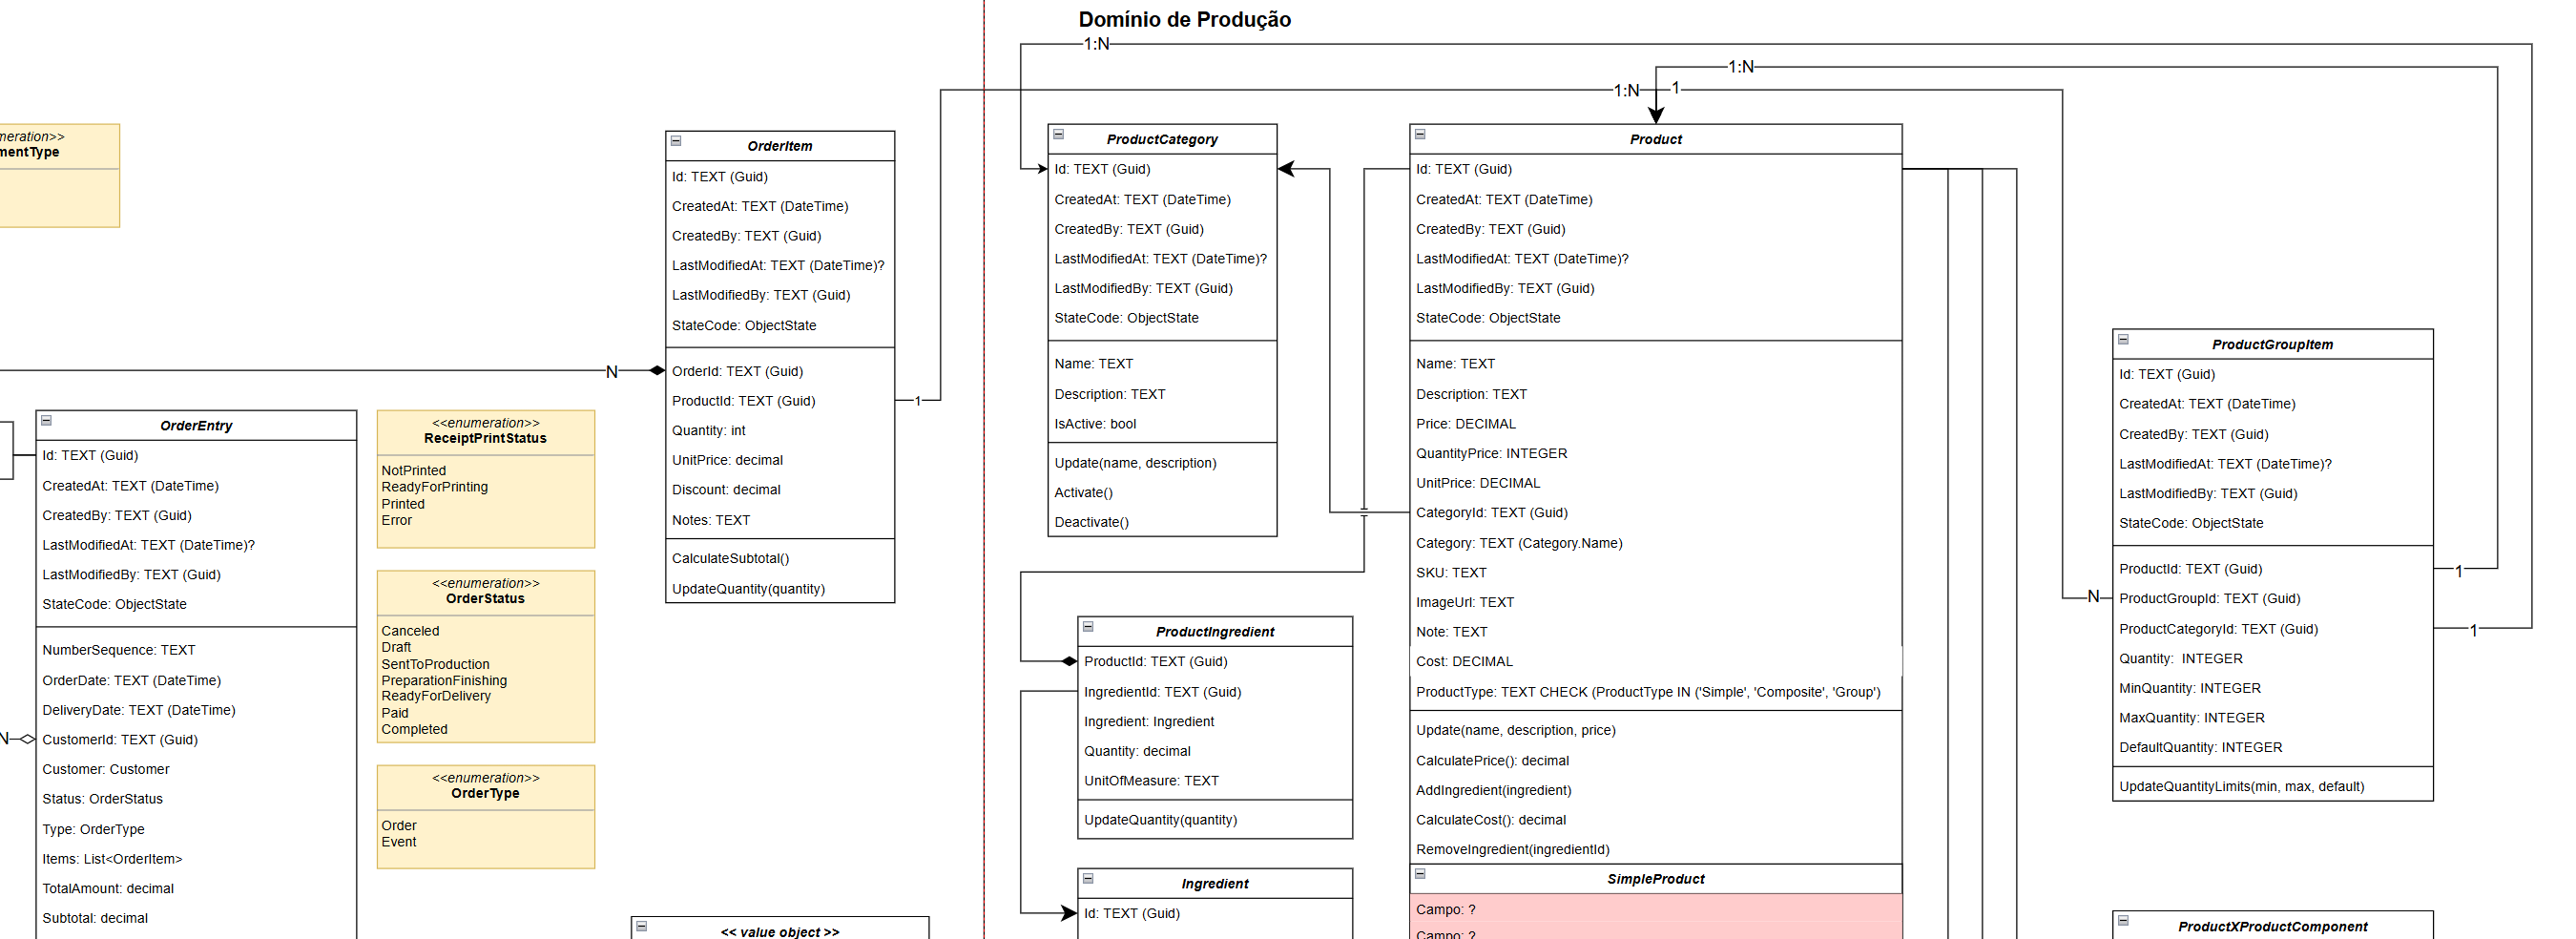 Domínio de Produção
1:N
1:N
1:N
1
meration>>
mentType
OrderItem
Id: TEXT (Guid)
CreatedAt: TEXT (DateTime)
CreatedBy: TEXT (Guid)
LastModifiedAt: TEXT (DateTime)?
LastModifiedBy: TEXT (Guid)
StateCode: ObjectState
OrderId: TEXT (Guid)
ProductId: TEXT (Guid)
Quantity: int
UnitPrice: decimal
Discount: decimal
Notes: TEXT
CalculateSubtotal()
UpdateQuantity(quantity)
N
1
OrderEntry
Id: TEXT (Guid)
CreatedAt: TEXT (DateTime)
CreatedBy: TEXT (Guid)
LastModifiedAt: TEXT (DateTime)?
LastModifiedBy: TEXT (Guid)
StateCode: ObjectState
NumberSequence: TEXT
OrderDate: TEXT (DateTime)
DeliveryDate: TEXT (DateTime)
CustomerId: TEXT (Guid)
Customer: Customer
Status: OrderStatus
Type: OrderType
Items: List<OrderItem>
TotalAmount: decimal
Subtotal: decimal
N
<<enumeration>>
ReceiptPrintStatus
NotPrinted
ReadyForPrinting
Printed
Error
<<enumeration>>
OrderStatus
Canceled
Draft
SentToProduction
PreparationFinishing
ReadyForDelivery
Paid
Completed
<<enumeration>>
OrderType
Order
Event
<< value object >>
ProductCategory
Id: TEXT (Guid)
CreatedAt: TEXT (DateTime)
CreatedBy: TEXT (Guid)
LastModifiedAt: TEXT (DateTime)?
LastModifiedBy: TEXT (Guid)
StateCode: ObjectState
Name: TEXT
Description: TEXT
IsActive: bool
Update(name, description)
Activate()
Deactivate()
ProductIngredient
ProductId: TEXT (Guid)
IngredientId: TEXT (Guid)
Ingredient: Ingredient
Quantity: decimal
UnitOfMeasure: TEXT
UpdateQuantity(quantity)
Ingredient
Id: TEXT (Guid)
Product
Id: TEXT (Guid)
CreatedAt: TEXT (DateTime)
CreatedBy: TEXT (Guid)
LastModifiedAt: TEXT (DateTime)?
LastModifiedBy: TEXT (Guid)
StateCode: ObjectState
Name: TEXT
Description: TEXT
Price: DECIMAL
QuantityPrice: INTEGER
UnitPrice: DECIMAL
CategoryId: TEXT (Guid)
Category: TEXT (Category.Name)
SKU: TEXT
ImageUrl: TEXT
Note: TEXT
Cost: DECIMAL
ProductType: TEXT CHECK (ProductType IN ('Simple', 'Composite', 'Group')
Update(name, description, price)
CalculatePrice(): decimal
AddIngredient(ingredient)
CalculateCost(): decimal
RemoveIngredient(ingredientId)
SimpleProduct
Campo: ?
Campo: ?
ProductGroupItem
Id: TEXT (Guid)
CreatedAt: TEXT (DateTime)
CreatedBy: TEXT (Guid)
LastModifiedAt: TEXT (DateTime)?
LastModifiedBy: TEXT (Guid)
StateCode: ObjectState
ProductId: TEXT (Guid)
ProductGroupId: TEXT (Guid)
ProductCategoryId: TEXT (Guid)
Quantity: INTEGER
MinQuantity: INTEGER
MaxQuantity: INTEGER
DefaultQuantity: INTEGER
UpdateQuantityLimits(min, max, default)
1
N
1
ProductXProductComponent